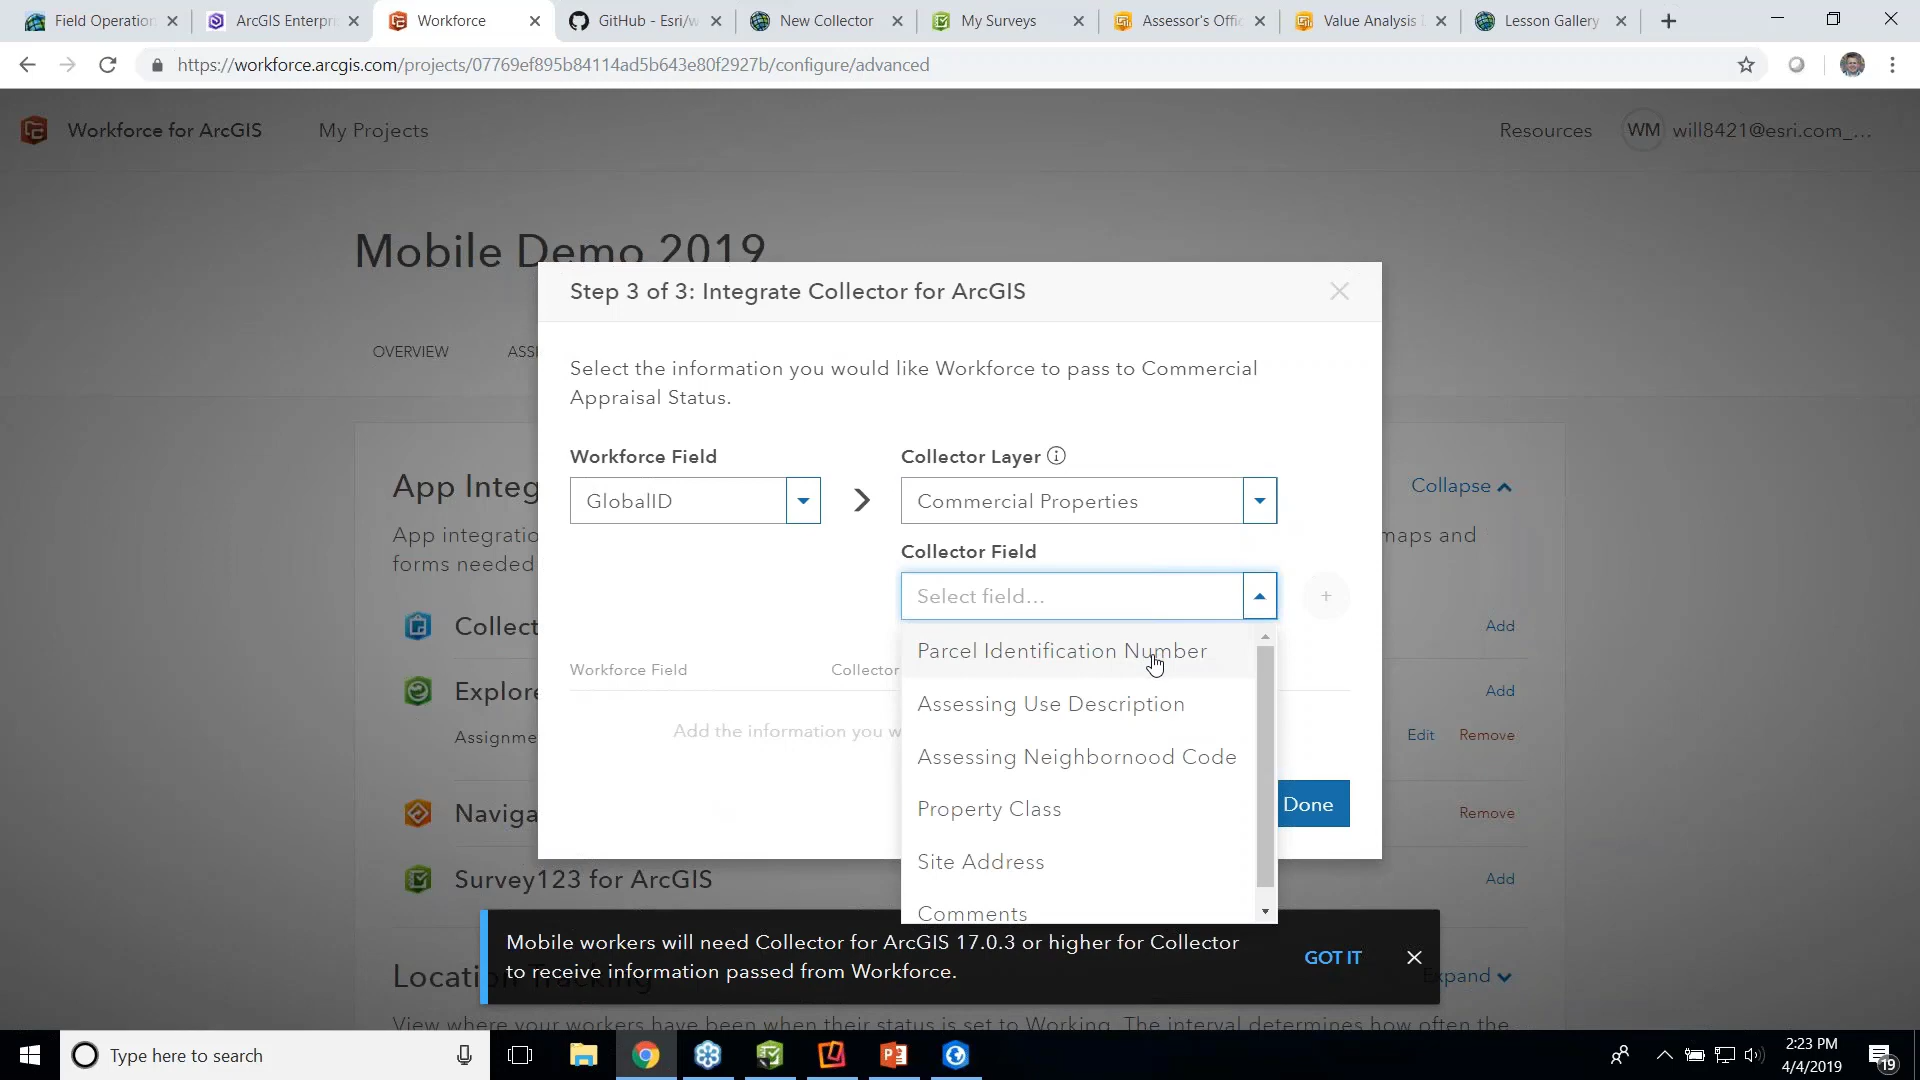 Field Operation
ArcGIS Enterpri
Workforce
GitHub - Esri/w
New Collector
My Surveys
Assessor's Offic
Value Analysis D
Lesson Gallery
https://workforce.arcgis.com/projects/07769ef895b84114ad5b643e80f2927b/configure/advanced
Workforce for ArcGIS
My Projects
Resources
WM
will8421@esri.com_...
Mobile Demo 2019
Step 3 of 3: Integrate Collector for ArcGIS
OVERVIEW
ASSI
Select the information you would like Workforce to pass to Commercial
Appraisal Status.
Workforce Field
Collector Layer
GlobalID
Commercial Properties
App Integ
Collapse
App integratio
maps and
forms needed
Collector Field
Select field...
+
Collect
Add
Parcel Identification Number
Workforce Field
Collector
Explore
Add
Assessing Use Description
Add the information you w
Assignme
Edit
Remove
Assessing Neighbornood Code
Property Class
Done
Naviga
Remove
Site Address
Survey123 for ArcGIS
Add
Comments
Mobile workers will need Collector for ArcGIS 17.0.3 or higher for Collector
to receive information passed from Workforce.
GOT IT
Location Tracking
Expand
View where your workers have been when their status is set to Working. The interval determines how often the
Type here to search
2:23 PM
4/4/2019
19